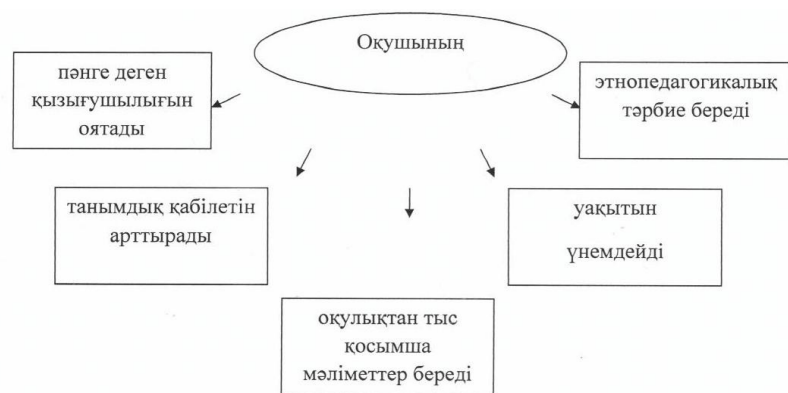 Оқушының
пәнге деген
қызығушылығын
оятады
этнопедагогикалық
тәрбие береді
танымдық қабілетін
арттырады
уақытын
үнемдейді
оқулықтан тыс
қосымша
мәліметтер береді